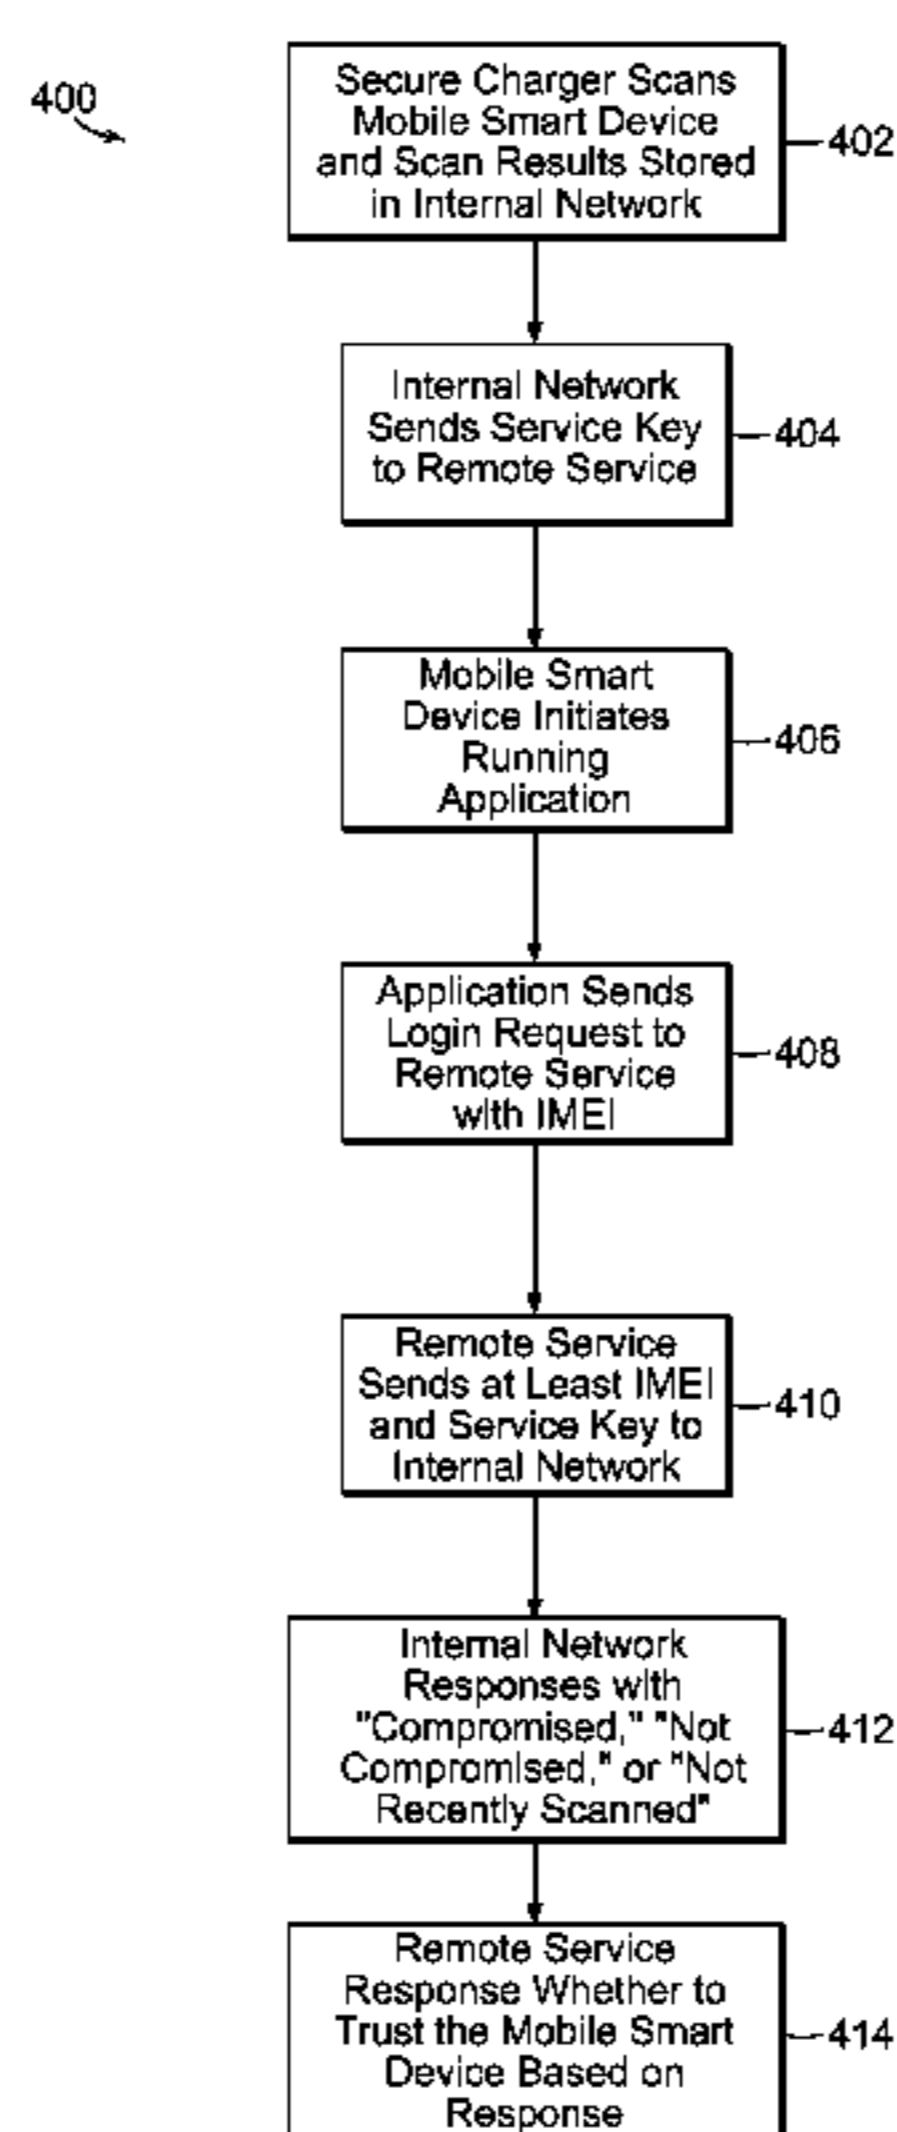 400
Secure Charger Scans
Mobile Smart Device
and Scan Results Stored
in Internal Network
402
Internal Network
Sends Service Key
to Remote Service
404
Mobile Smart
Device Initiates
Running
Application
406
Application Sends
Login Request to
Remote Service
with IMEI
408
Remote Service
Sends at Least IMEI
and Service Key to
Internal Network
410
Internal Network
Responses with
"Compromised," "Not
Compromised," or "Not
Recently Scanned"
412
Remote Service
Response Whether to
Trust the Mobile Smart
Device Based on
Response
414